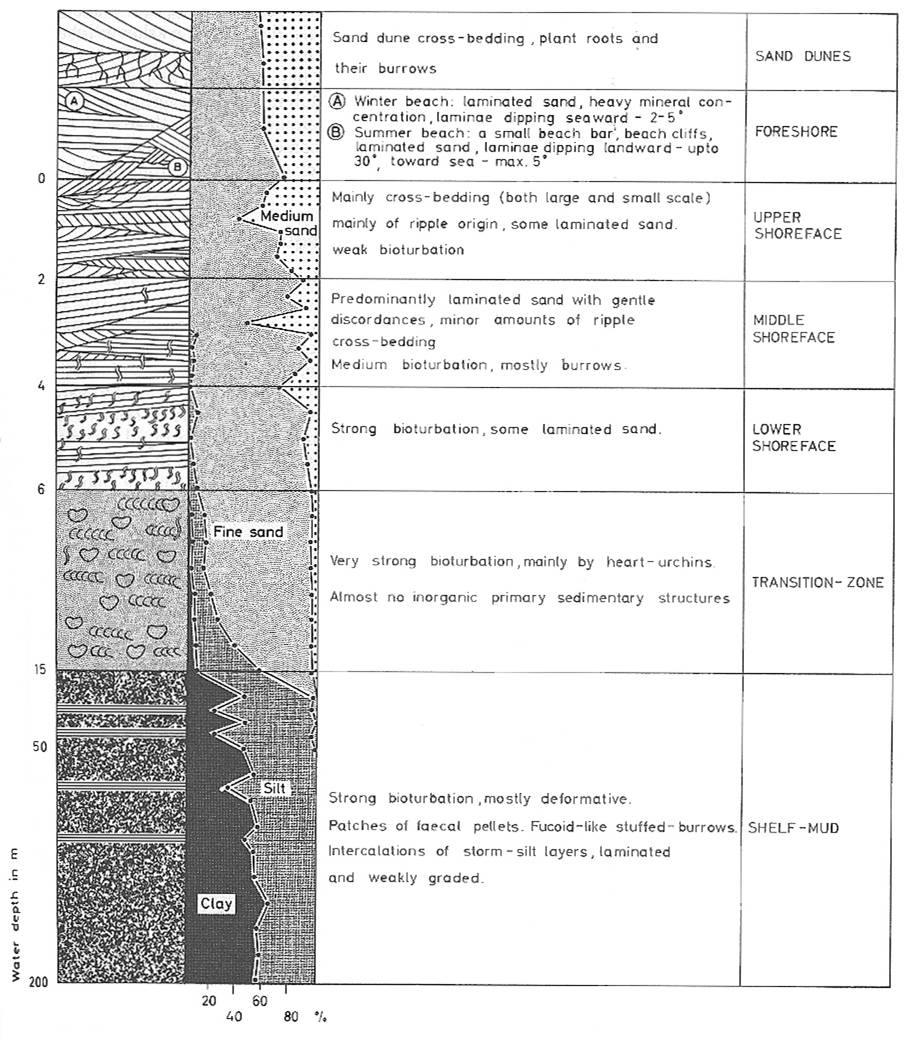 Sand dune cross-bedding, plant roots and
their burrows
SAND DUNES
A
A Winter beach: laminated sand, heavy mineral con-
centration, laminae dipping seaward - 2-5°
B Summer beach: a small beach bar, beach cliffs,
laminated sand, laminae dipping landward - upto
30°, toward sea - max. 5°
FORESHORE
B
0
Medium
sand
Mainly cross-bedding (both large and small scale)
mainly of ripple origin, some laminated sand.
weak bioturbation
UPPER
SHOREFACE
2
Predominantly laminated sand with gentle
discordances, minor amounts of ripple
cross-bedding
Medium bioturbation, mostly burrows.
MIDDLE
SHOREFACE
4
Strong bioturbation, some laminated sand.
LOWER
SHOREFACE
6
Fine sand
Very strong bioturbation, mainly by heart-urchins.
Almost no inorganic primary sedimentary structures
TRANSITION-ZONE
15
50
Silt
Clay
Strong bioturbation, mostly deformative.
Patches of faecal pellets. Fucoid-like stuffed-burrows.
Intercalations of storm-silt layers, laminated
and weakly graded.
SHELF-MUD
Water depth in m
200
20 60
40 80 %